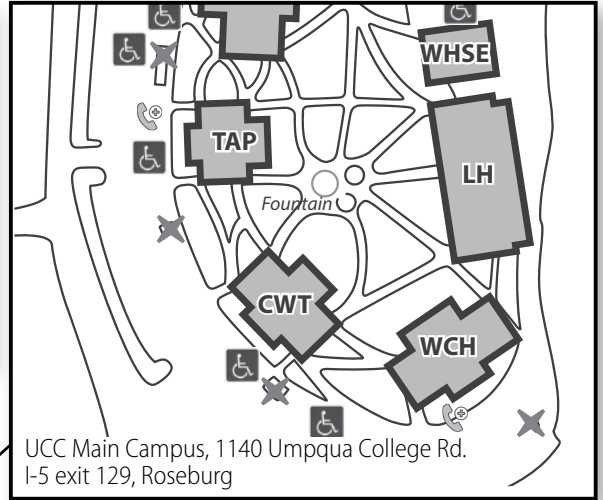 WHSE
TAP
LH
Fountain
CWT
WCH
UCC Main Campus, 1140 Umpqua College Rd.
I-5 exit 129, Roseburg